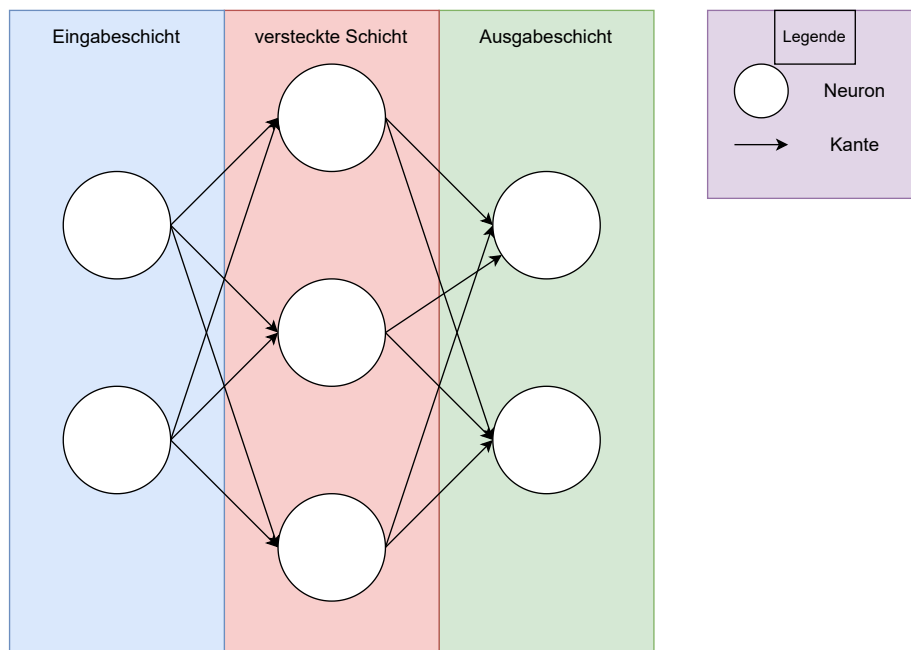 Eingabeschicht
versteckte Schicht
Ausgabeschicht
Legende
Neuron
Kante